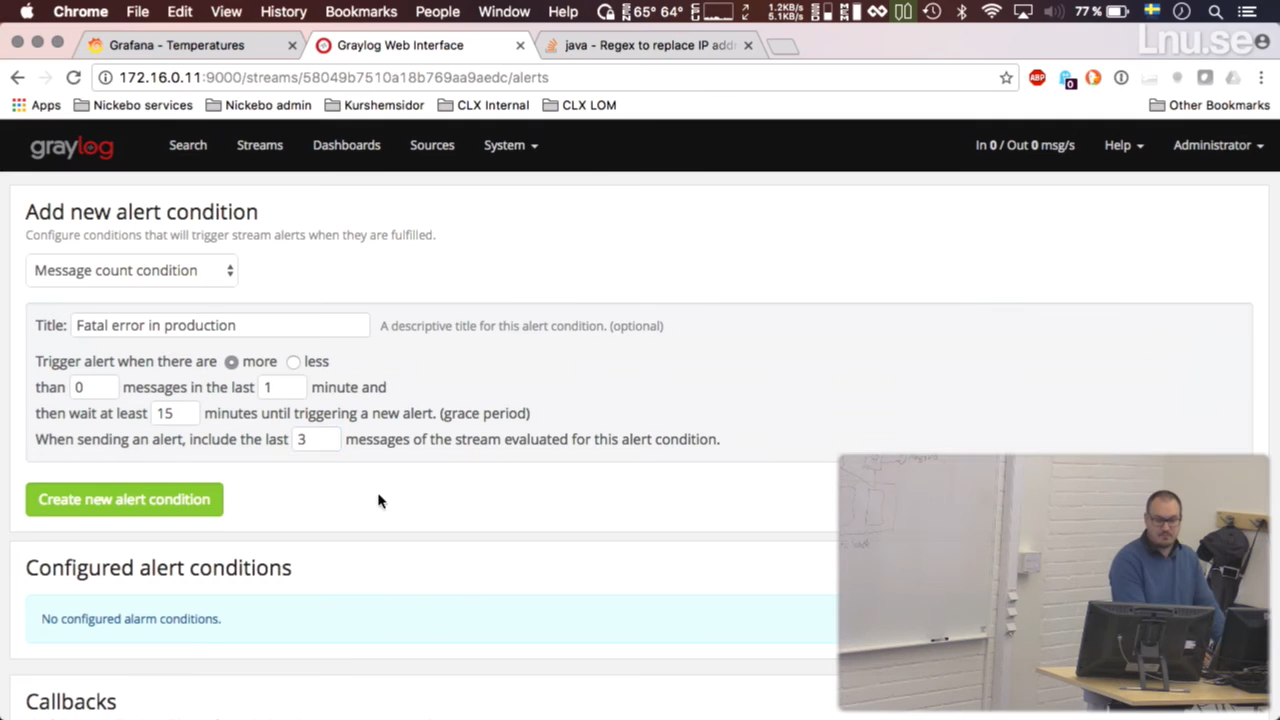 Chrome File Edit View History Bookmarks People Window Help 65° 64° 1.2KB/s 5.1KB/s 77 %
Grafana - Temperatures Graylog Web Interface java - Regex to replace IP addr
Lnu.se
172.16.0.11:9000/streams/58049b7510a18b769aa9aedc/alerts ABP 0
Apps Nickebo services Nickebo admin Kurshemsidor CLX Internal CLX LOM Other Bookmarks
graylog Search Streams Dashboards Sources System In 0 / Out 0 msg/s Help Administrator
Add new alert condition
Configure conditions that will trigger stream alerts when they are fulfilled.
Message count condition
Title: Fatal error in production A descriptive title for this alert condition. (optional)
Trigger alert when there are more less
than 0 messages in the last 1 minute and
then wait at least 15 minutes until triggering a new alert. (grace period)
When sending an alert, include the last 3 messages of the stream evaluated for this alert condition.
Create new alert condition
Configured alert conditions
No configured alarm conditions.
Callbacks